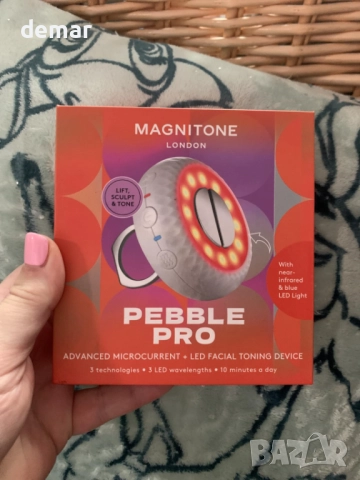 demar
MAGNITONE
LONDON
LIFT,
SCULPT
& TONE
With
near-
infrared
& blue
LED Light
PEBBLE
PRO
ADVANCED MICROCURRENT + LED FACIAL TONING DEVICE
3 technologies • 3 LED wavelengths • 10 minutes a day
BAZAR
bg